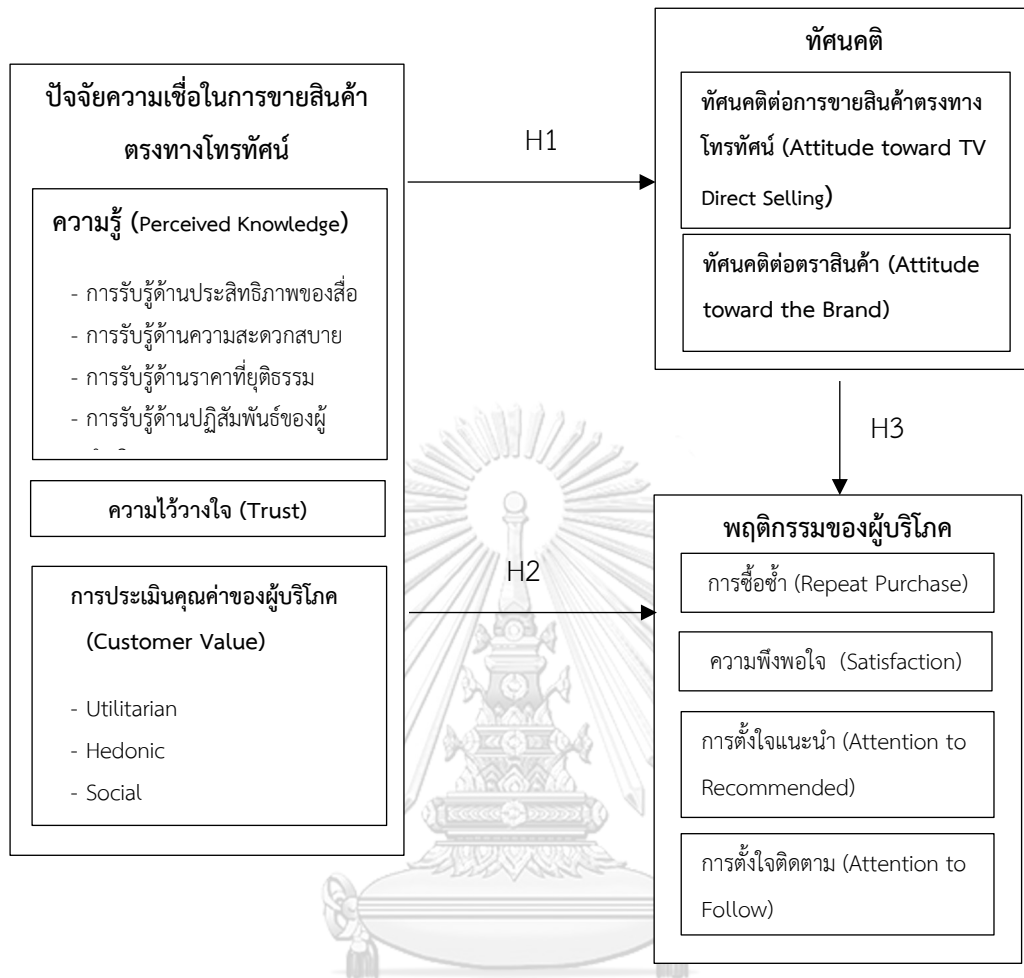 ปัจจัยความเชื่อในการขายสินค้า
ตรงทางโทรทัศน์
ความรู้ (Perceived Knowledge)
- การรับรู้ด้านประสิทธิภาพของสื่อ
- การรับรู้ด้านความสะดวกสบาย
- การรับรู้ด้านราคาที่ยุติธรรม
- การรับรู้ด้านปฏิสัมพันธ์ของผู้
ความไว้วางใจ (Trust)
การประเมินคุณค่าของผู้บริโภค
(Customer Value)
- Utilitarian
- Hedonic
- Social
H1
H2
ทัศนคติ
ทัศนคติต่อการขายสินค้าตรงทาง
โทรทัศน์ (Attitude toward TV
Direct Selling)
ทัศนคติต่อตราสินค้า (Attitude
toward the Brand)
H3
พฤติกรรมของผู้บริโภค
การซื้อซ้ำ (Repeat Purchase)
ความพึงพอใจ (Satisfaction)
การตั้งใจแนะนำ (Attention to
Recommended)
การตั้งใจติดตาม (Attention to
Follow)